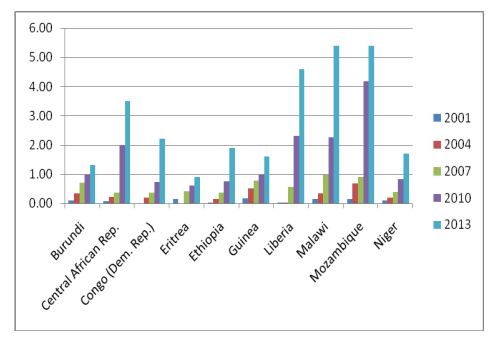 6.00
5.00
4.00
3.00
2.00
1.00
0.00
Burundi
Central African Rep.
Congo (Dem. Rep.)
Eritrea
Ethiopia
Guinea
Liberia
Malawi
Mozambique
Niger
2001
2004
2007
2010
2013